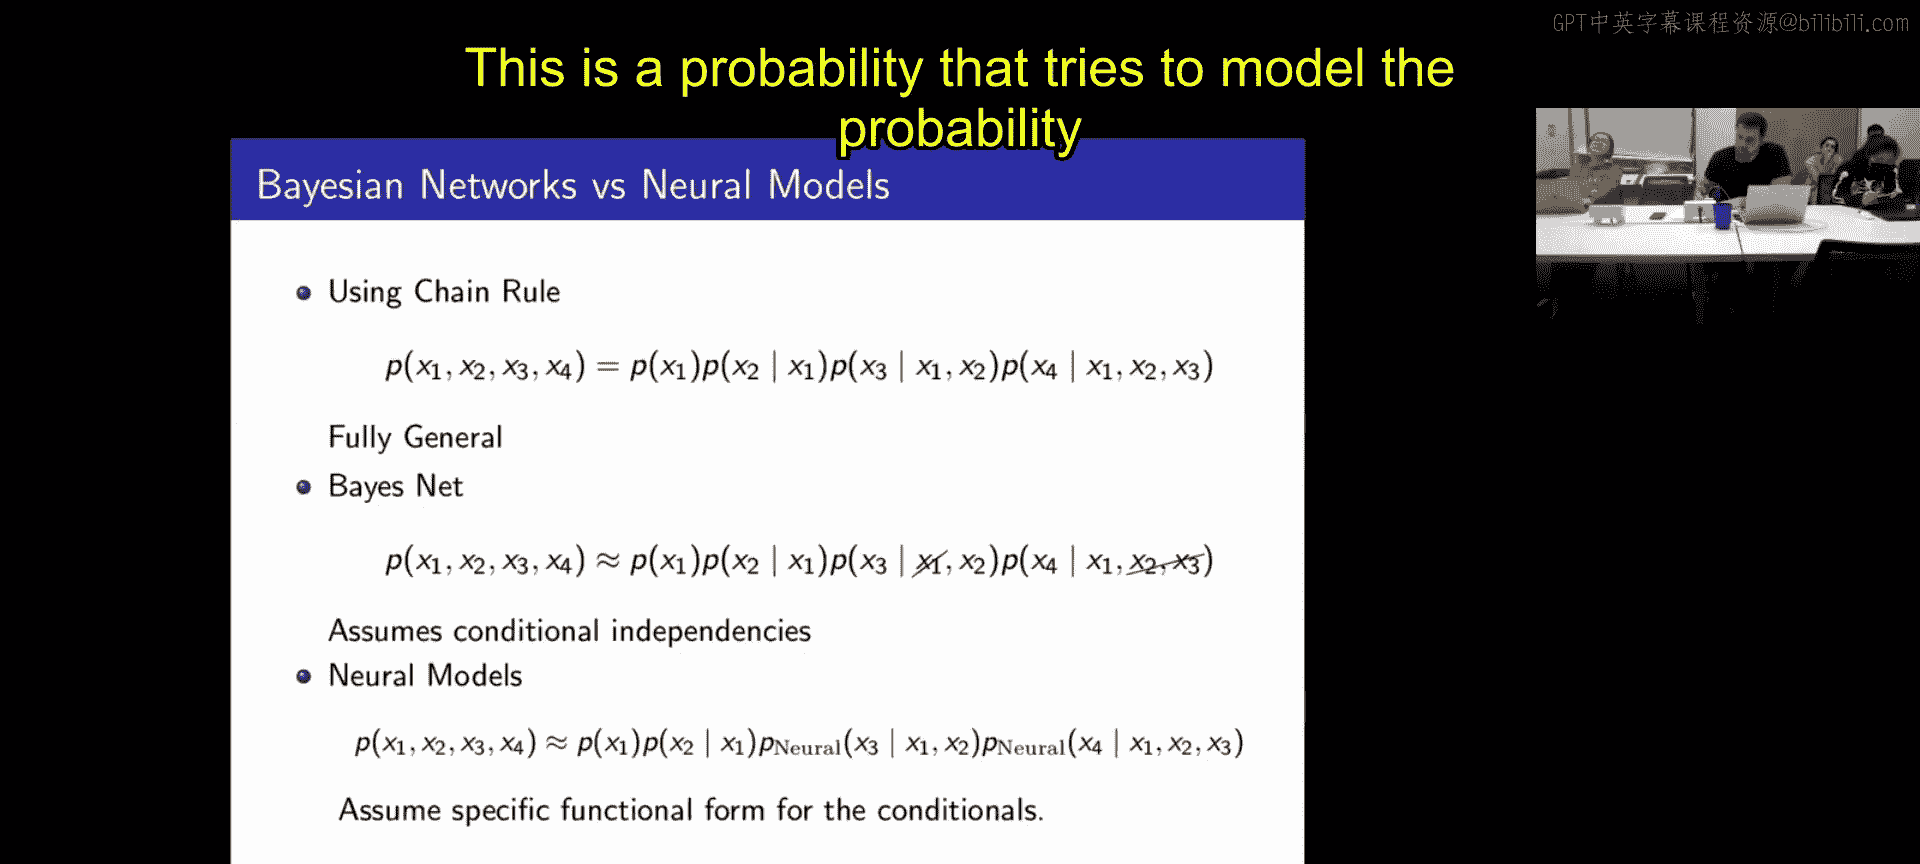 GPT中英字幕课程资源@bilibili.com
This is a probability that tries to model the
probability
Bayesian Networks vs Neural Models
Using Chain Rule
p(x₁, x₂, x₃, x₄) = p(x₁)p(x₂ | x₁)p(x₃ | x₁, x₂)p(x₄ | x₁, x₂, x₃)
Fully General
Bayes Net
p(x₁, x₂, x₃, x₄) ≈ p(x₁)p(x₂ | x₁)p(x₃ | x₁, x₂)p(x₄ | x₁, x₂, x₃)
Assumes conditional independencies
Neural Models
p(x₁, x₂, x₃, x₄) ≈ p(x₁)p(x₂ | x₁)p_Neural(x₃ | x₁, x₂)p_Neural(x₄ | x₁, x₂, x₃)
Assume specific functional form for the conditionals.